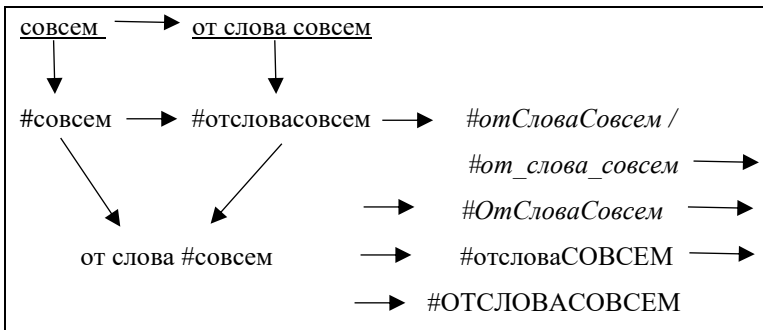 совсем от слова совсем
#совсем #отсловасовсем #отСловаСовсем /
#от_слова_совсем
#ОтСловаСовсем
от слова #совсем #отсловаСОВСЕМ
#ОТСЛОВАСОВСЕМ